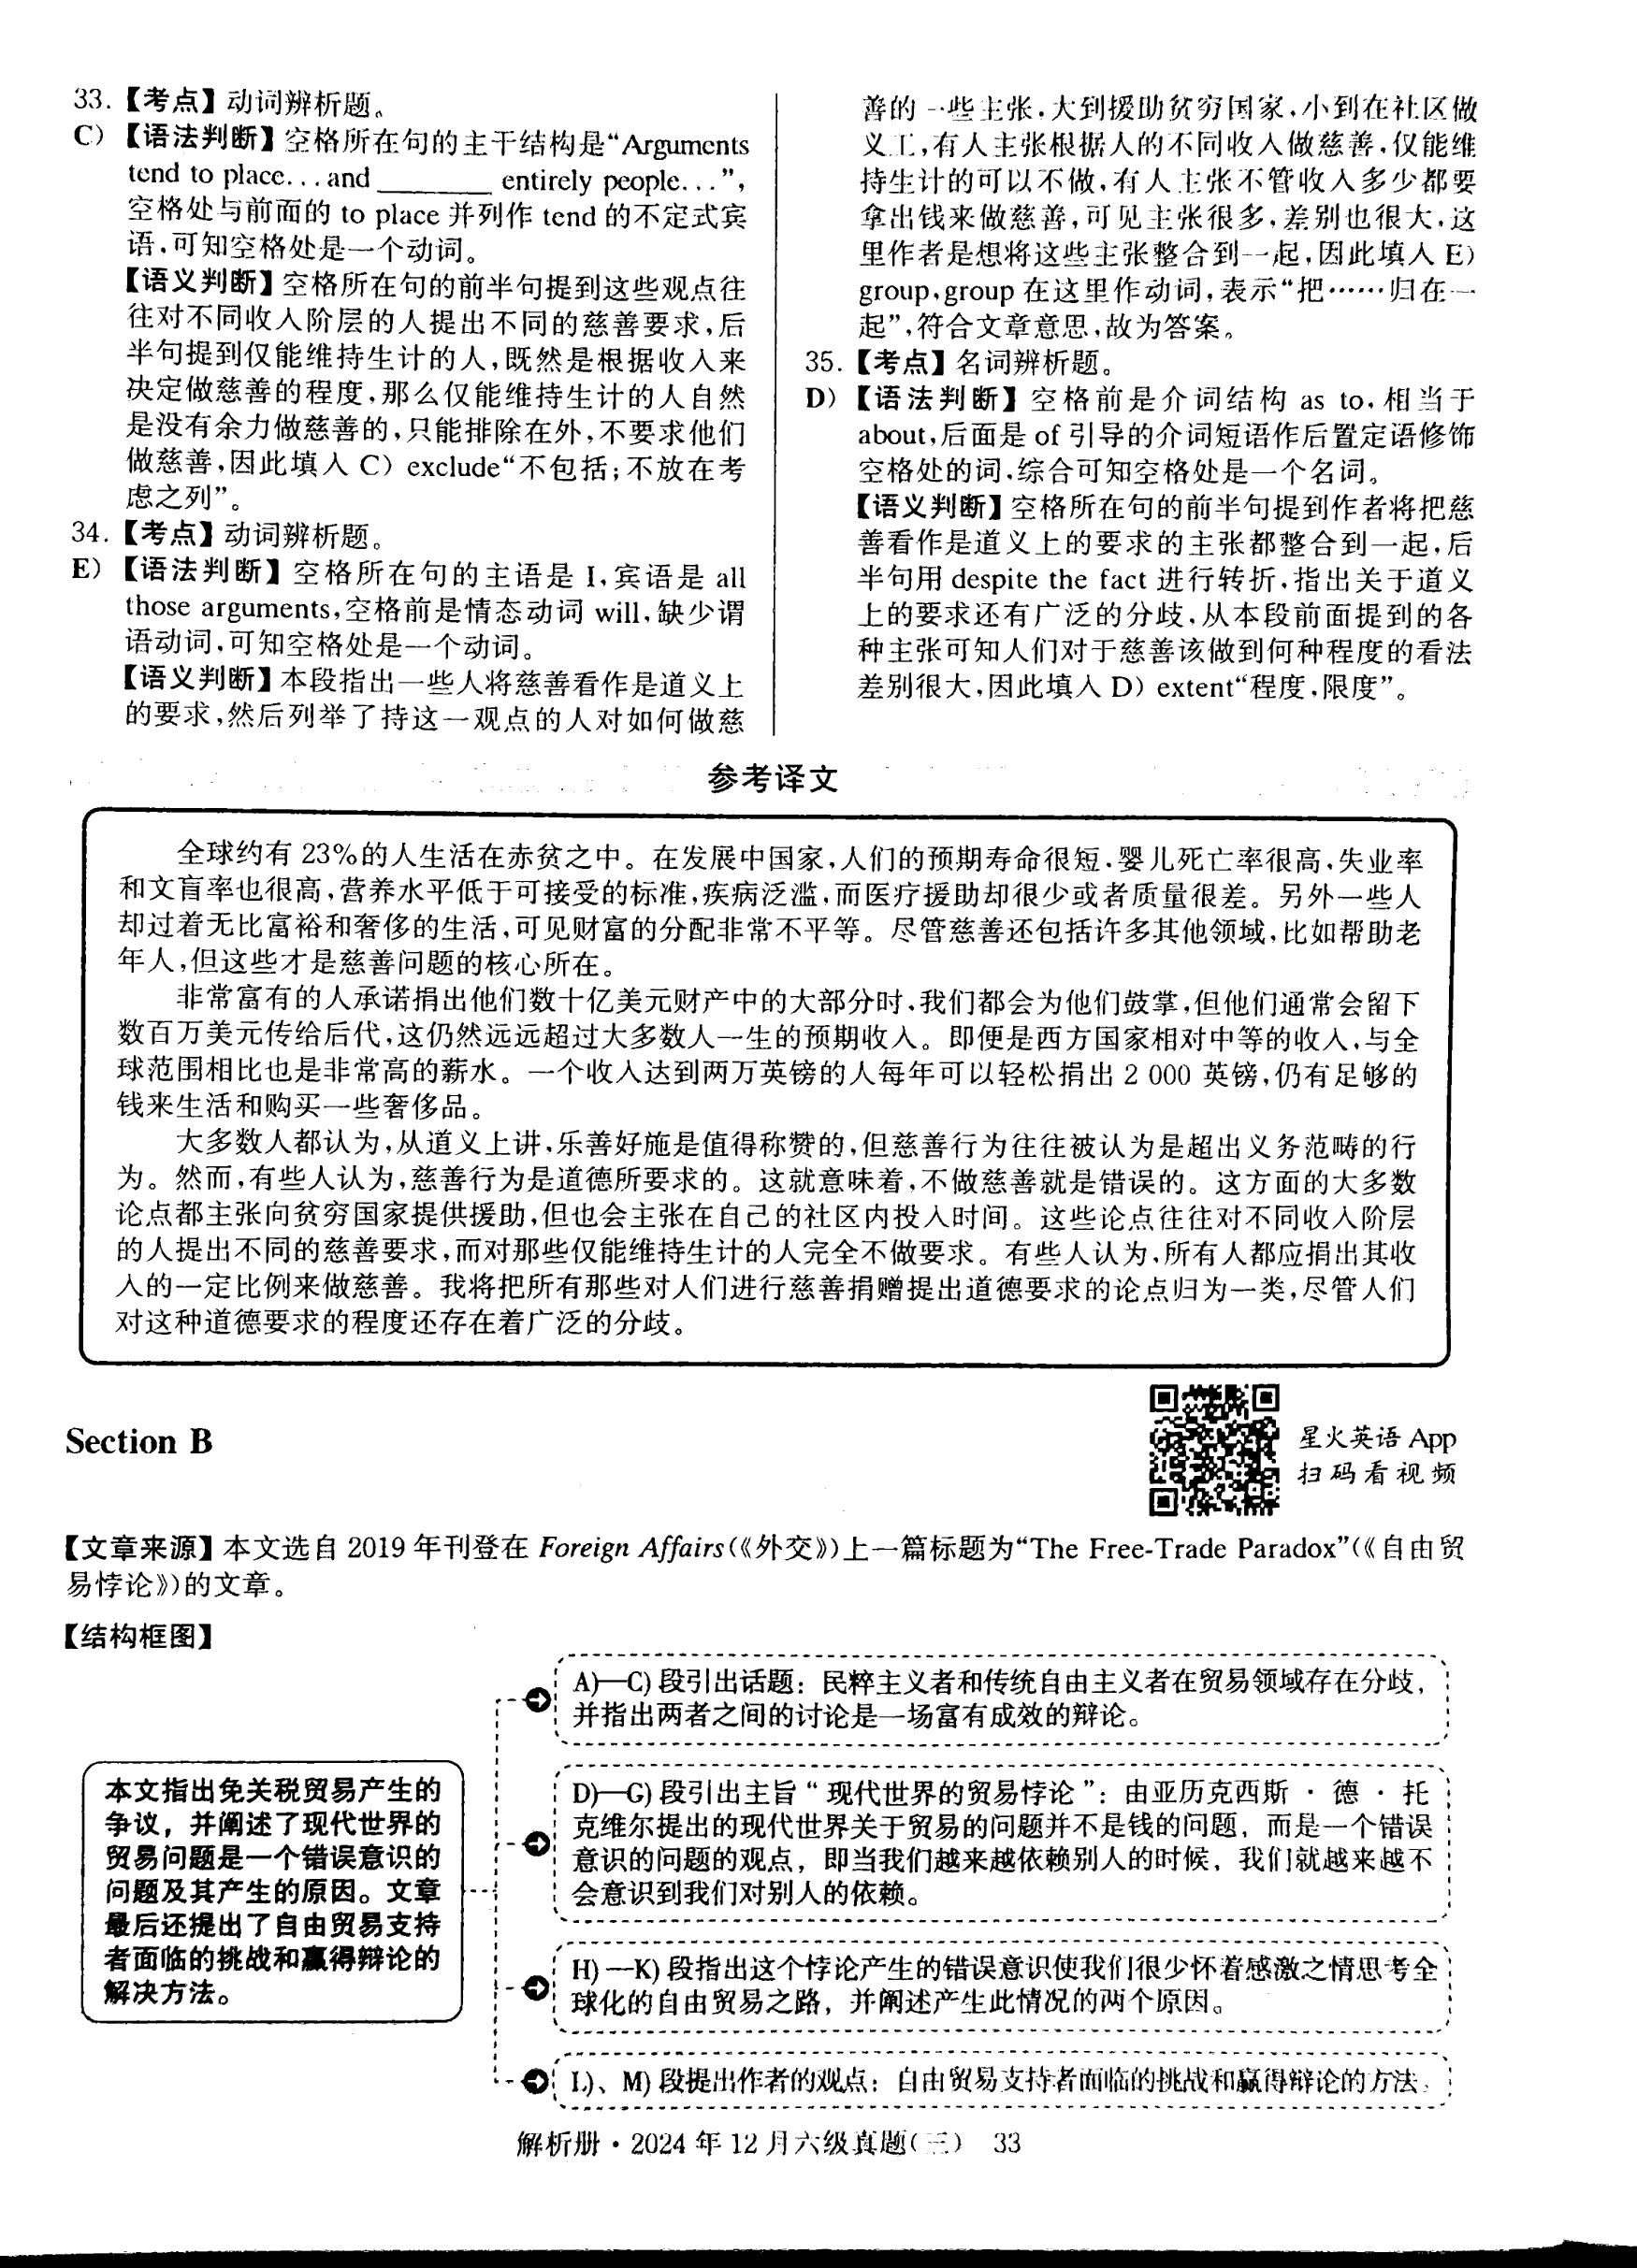 33.【考点】动词辨析题。
C）【语法判断】空格所在句的主干结构是“Arguments
tend to place...and ________ entirely people...”,
空格处与前面的 to place 并列作 tend 的不定式宾
语,可知空格处是一个动词。
【语义判断】空格所在句的前半句提到这些观点往
往对不同收入阶层的人提出不同的慈善要求,后
半句提到仅能维持生计的人,既然是根据收入来
决定做慈善的程度,那么仅能维持生计的人自然
是没有余力做慈善的,只能排除在外,不要求他们
做慈善,因此填入 C）exclude“不包括;不放在考
虑之列”。
34.【考点】动词辨析题。
E）【语法判断】空格所在句的主语是 I,宾语是 all
those arguments,空格前是情态动词 will,缺少谓
语动词,可知空格处是一个动词。
【语义判断】本段指出一些人将慈善看作是道义上
的要求,然后列举了持这一观点的人对如何做慈
善的一些主张,大到援助贫穷国家,小到在社区做
义工,有人主张根据人的不同收入做慈善,仅能维
持生计的可以不做,有人主张不管收入多少都要
拿出钱来做慈善,可见主张很多,差别也很大,这
里作者是想将这些主张整合到一起,因此填入 E）
group,group 在这里作动词,表示“把……归在一
起”,符合文章意思,故为答案。
35.【考点】名词辨析题。
D）【语法判断】空格前是介词结构 as to,相当于
about,后面是 of 引导的介词短语作后置定语修饰
空格处的词,综合可知空格处是一个名词。
【语义判断】空格所在句的前半句提到作者将把慈
善看作是道义上的要求的主张都整合到一起,后
半句用 despite the fact 进行转折,指出关于道义
上的要求还有广泛的分歧,从本段前面提到的各
种主张可知人们对于慈善该做到何种程度的看法
差别很大,因此填入 D）extent“程度,限度”。
参考译文
全球约有 23%的人生活在赤贫之中。在发展中国家,人们的预期寿命很短,婴儿死亡率很高,失业率
和文盲率也很高,营养水平低于可接受的标准,疾病泛滥,而医疗援助却很少或者质量很差。另外一些人
却过着无比富裕和奢侈的生活,可见财富的分配非常不平等。尽管慈善还包括许多其他领域,比如帮助老
年人,但这些才是慈善问题的核心所在。
非常富有的人承诺捐出他们数十亿美元财产中的大部分时,我们都会为他们鼓掌,但他们通常会留下
数百万美元传给后代,这仍然远远超过大多数人一生的预期收入。即便是西方国家相对中等的收入,与全
球范围相比也是非常高的薪水。一个收入达到两万英镑的人每年可以轻松捐出 2 000 英镑,仍有足够的
钱来生活和购买一些奢侈品。
大多数人都认为,从道义上讲,乐善好施是值得称赞的,但慈善行为往往被认为是超出义务范畴的行
为。然而,有些人认为,慈善行为是道德所要求的。这就意味着,不做慈善就是错误的。这方面的大多数
论点都主张向贫穷国家提供援助,但也会主张在自己的社区内投入时间。这些论点往往对不同收入阶层
的人提出不同的慈善要求,而对那些仅能维持生计的人完全不做要求。有些人认为,所有人都应捐出其收
入的一定比例来做慈善。我将把所有那些对人们进行慈善捐赠提出道德要求的论点归为一类,尽管人们
对这种道德要求的程度还存在着广泛的分歧。
Section B
星火英语 App
扫码看视频
【文章来源】本文选自 2019 年刊登在 Foreign Affairs(《外交》)上一篇标题为“The Free-Trade Paradox”(《自由贸
易悖论》)的文章。
【结构框图】
本文指出免关税贸易产生的
争议，并阐述了现代世界的
贸易问题是一个错误意识的
问题及其产生的原因。文章
最后还提出了自由贸易支持
者面临的挑战和赢得辩论的
解决方法。
A)—C) 段引出话题：民粹主义者和传统自由主义者在贸易领域存在分歧，
并指出两者之间的讨论是一场富有成效的辩论。
D)—G) 段引出主旨“现代世界的贸易悖论”：由亚历克西斯·德·托
克维尔提出的现代世界关于贸易的问题并不是钱的问题，而是一个错误
意识的问题的观点，即当我们越来越依赖别人的时候，我们就越来越不
会意识到我们对别人的依赖。
H)—K) 段指出这个悖论产生的错误意识使我们很少怀着感激之情思考全
球化的自由贸易之路，并阐述产生此情况的两个原因。
L)、M) 段提出作者的观点：自由贸易支持者面临的挑战和赢得辩论的方法。
解析册·2024 年 12 月六级真题(三) 33